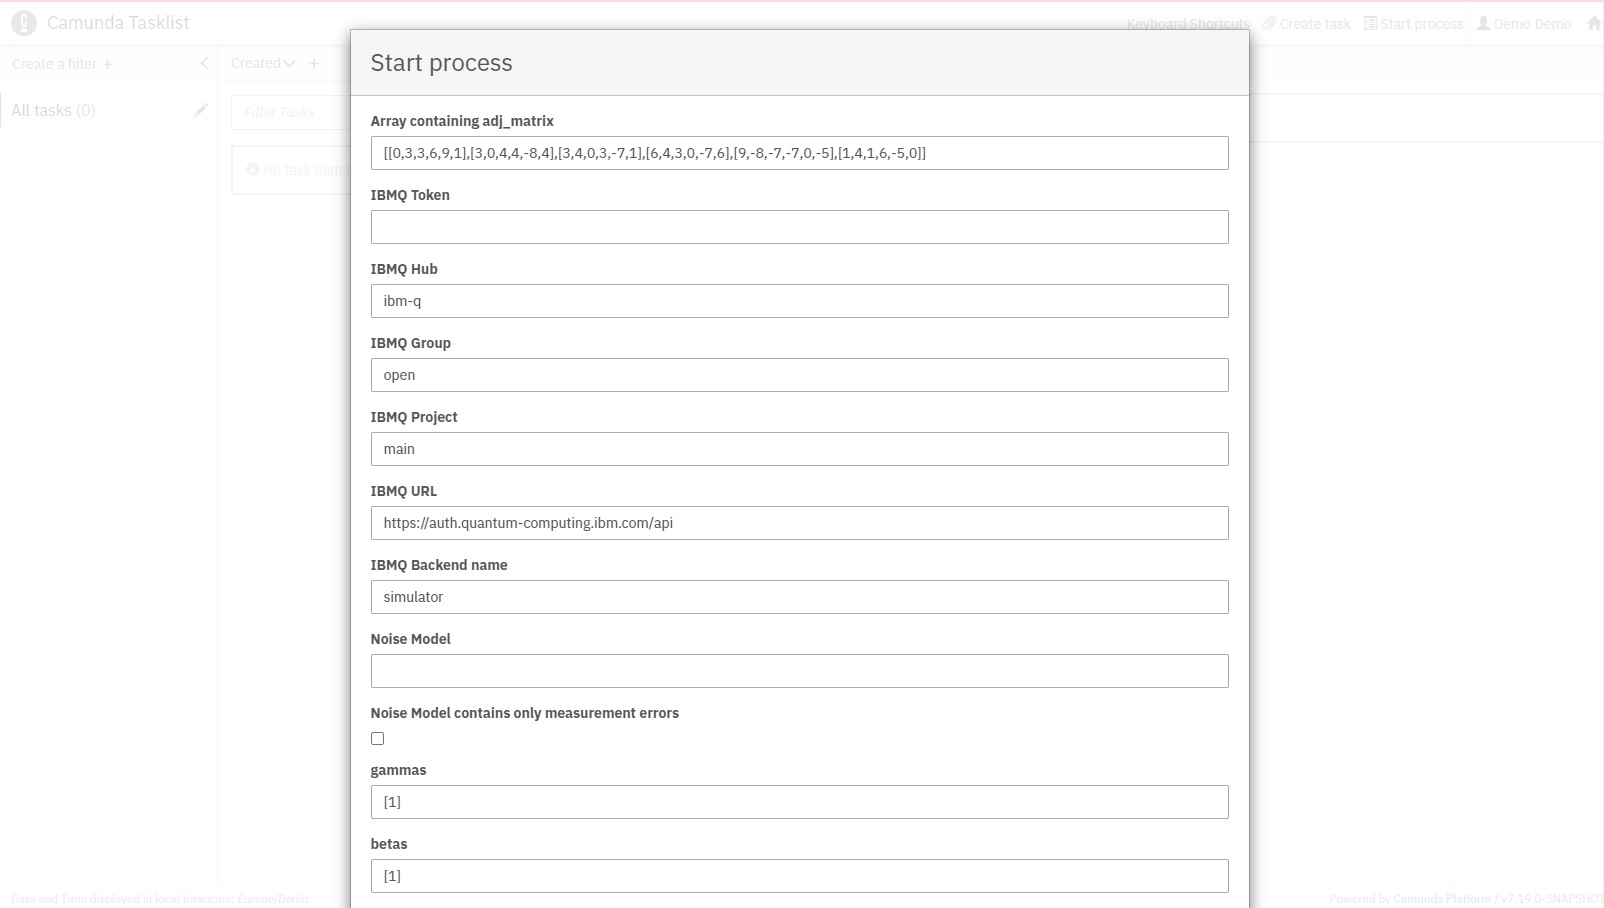 Camunda Tasklist
Keyboard Shortcuts Create task Start process Demo Demo
Create a filter +
Created +
All tasks (0)
Filter Tasks
No task matc
Start process
Array containing adj_matrix
[[0,3,3,6,9,1],[3,0,4,4,-8,4],[3,4,0,3,-7,1],[6,4,3,0,-7,6],[9,-8,-7,-7,0,-5],[1,4,1,6,-5,0]]
IBMQ Token
IBMQ Hub
ibm-q
IBMQ Group
open
IBMQ Project
main
IBMQ URL
https://auth.quantum-computing.ibm.com/api
IBMQ Backend name
simulator
Noise Model
Noise Model contains only measurement errors
gammas
[1]
betas
[1]
Date and Time displayed in local timezone: Europe/Berlin
Powered by Camunda Platform / v7.19.0-SNAPSHOT